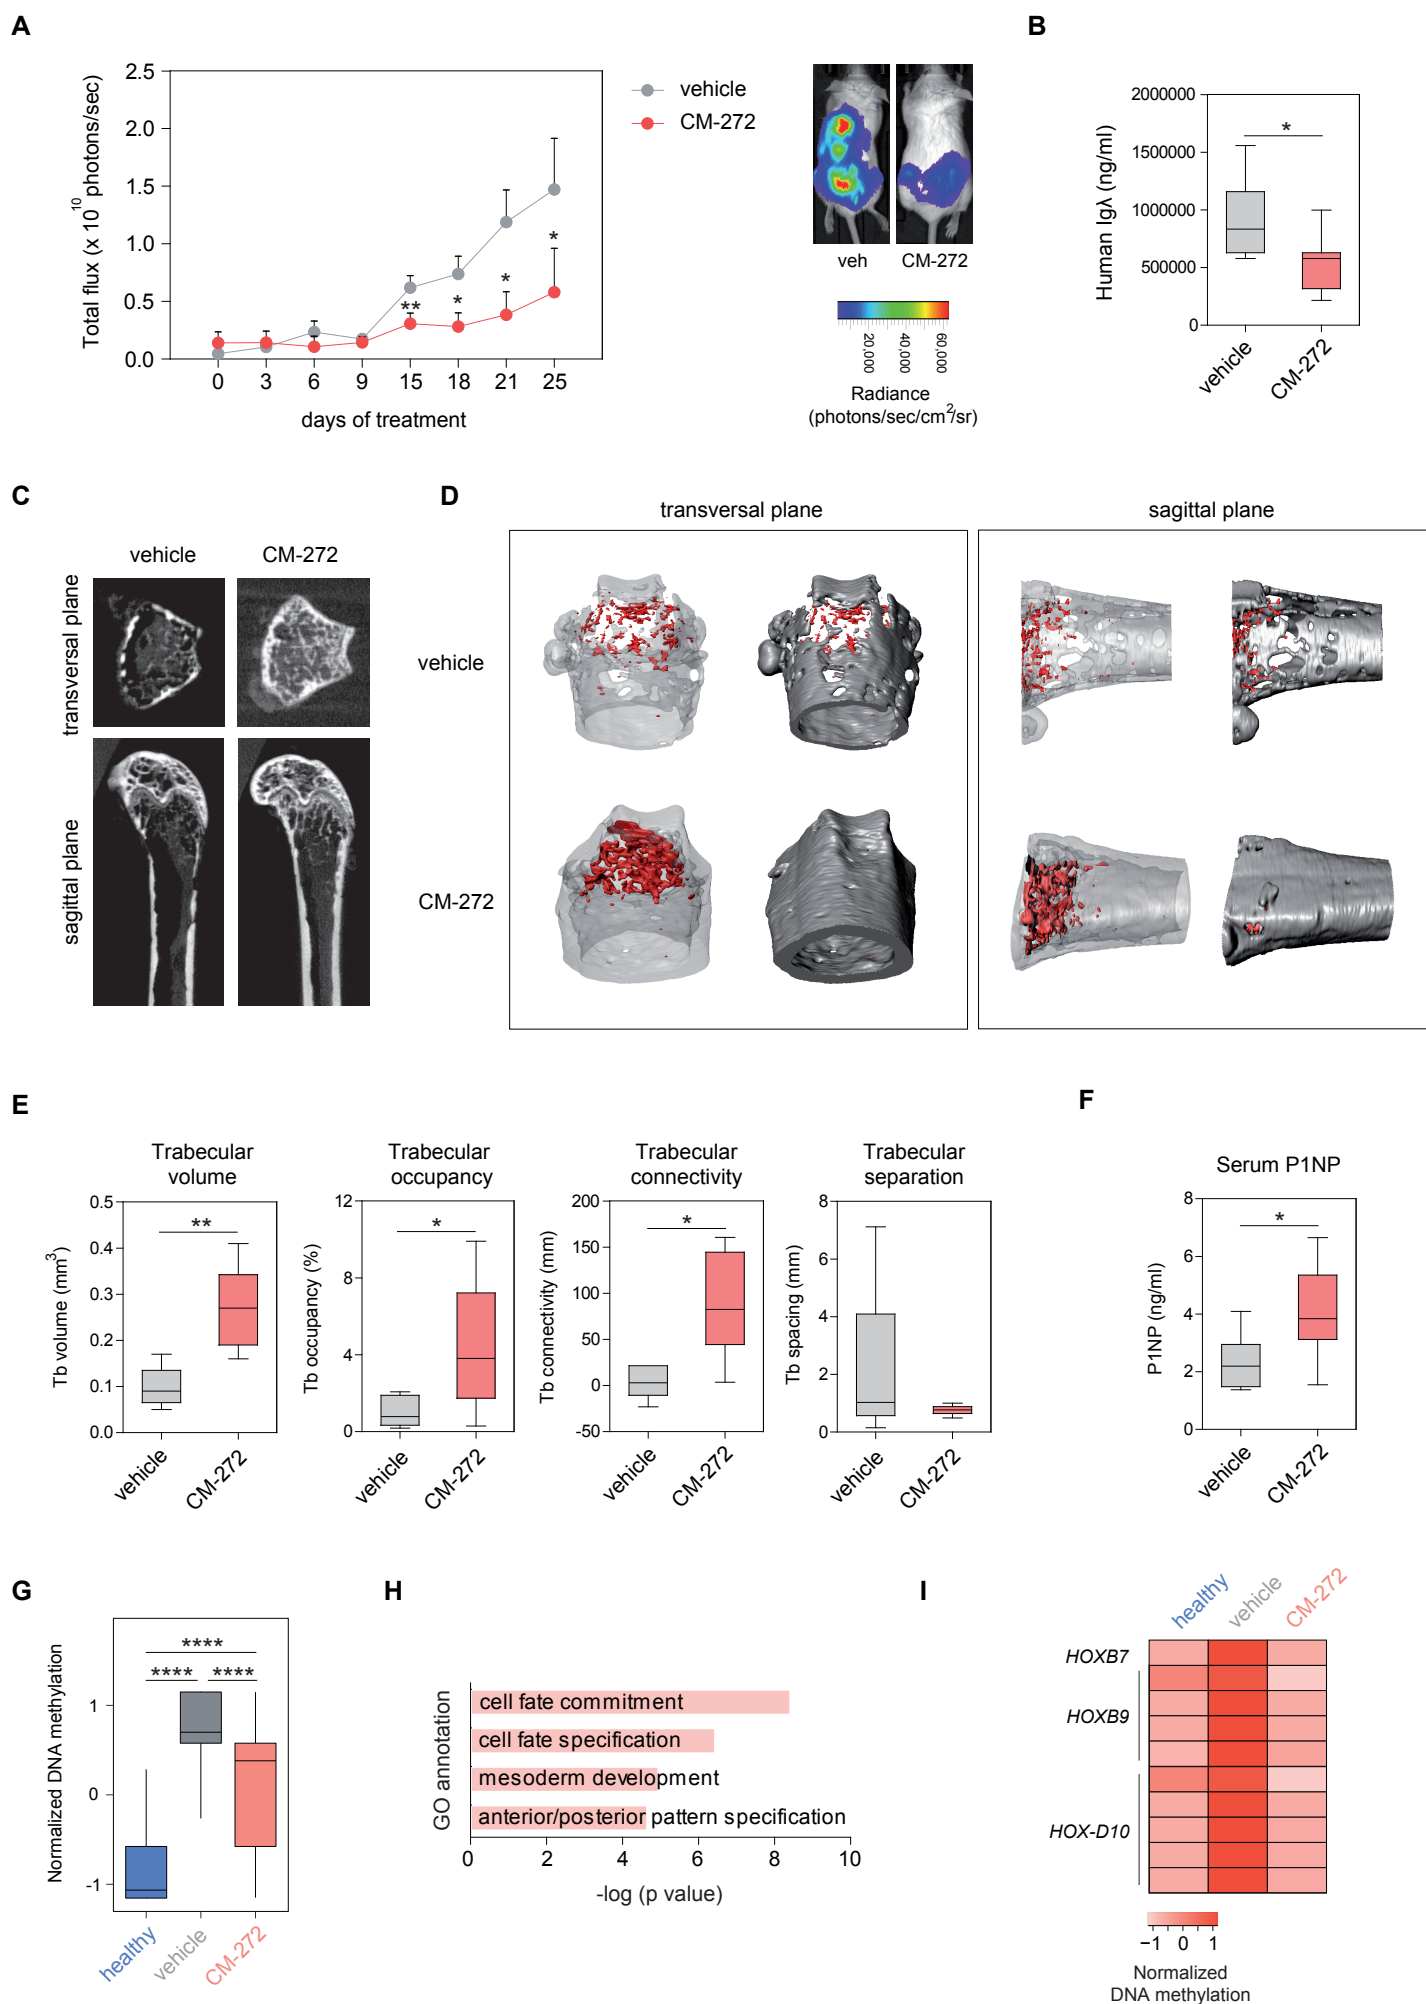 A
Total flux (x 10^10 photons/sec)
2.5
2.0
1.5
1.0
0.5
0.0
0 3 6 9 15 18 21 25
days of treatment
** * * *
vehicle
CM-272
veh CM-272
20,000 40,000 60,000
Radiance
(photons/sec/cm²/sr)
B
Human Igλ (ng/ml)
2000000
1500000
1000000
500000
0
*
vehicle CM-272
C
vehicle CM-272
transversal plane
sagittal plane
D
transversal plane sagittal plane
vehicle
CM-272
E
Trabecular
volume
Tb volume (mm³)
0.5
0.4
0.3
0.2
0.1
0.0
**
vehicle CM-272
Trabecular
occupancy
Tb occupancy (%)
12
8
4
0
*
vehicle CM-272
Trabecular
connectivity
Tb connectivity (mm)
200
150
100
50
0
-50
*
vehicle CM-272
Trabecular
separation
Tb spacing (mm)
8
6
4
2
0
vehicle CM-272
F
Serum P1NP
P1NP (ng/ml)
8
6
4
2
0
*
vehicle CM-272
G
Normalized DNA methylation
1
0
-1
****
**** ****
healthy vehicle CM-272
H
GO annotation
cell fate commitment
cell fate specification
mesoderm development
anterior/posterior pattern specification
0 2 4 6 8 10
-log (p value)
I
healthy vehicle CM-272
HOXB7
HOXB9
HOX-D10
−1 0 1
Normalized
DNA methylation